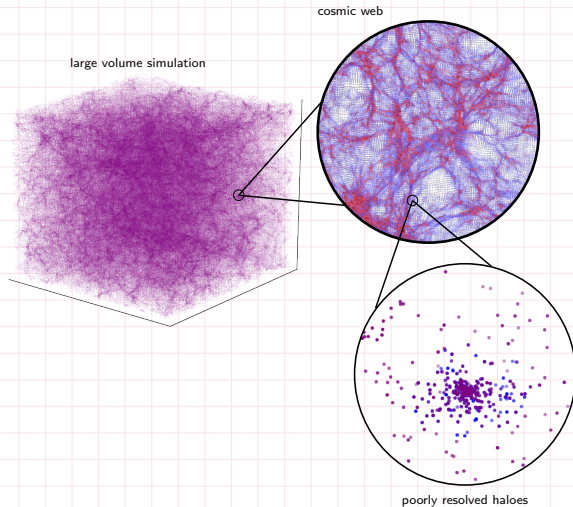 cosmic web
large volume simulation
poorly resolved haloes